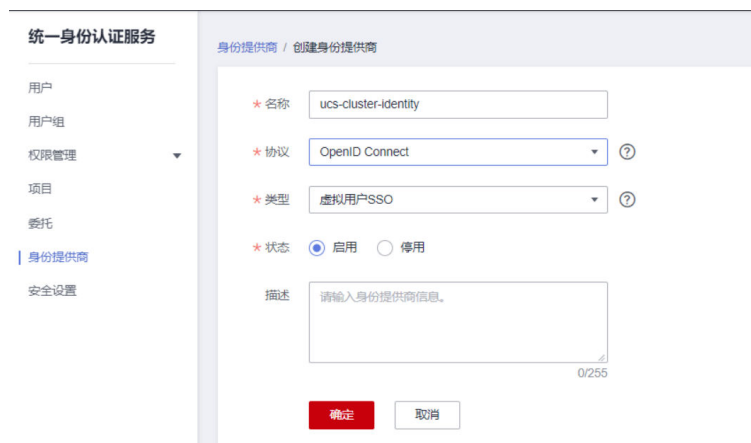 统一身份认证服务
身份提供商 / 创建身份提供商
用户
用户组
权限管理
项目
委托
身份提供商
安全设置
* 名称 ucs-cluster-identity
* 协议 OpenID Connect ?
* 类型 虚拟用户SSO ?
* 状态 启用 停用
描述 请输入身份提供商信息。
0/255
确定 取消